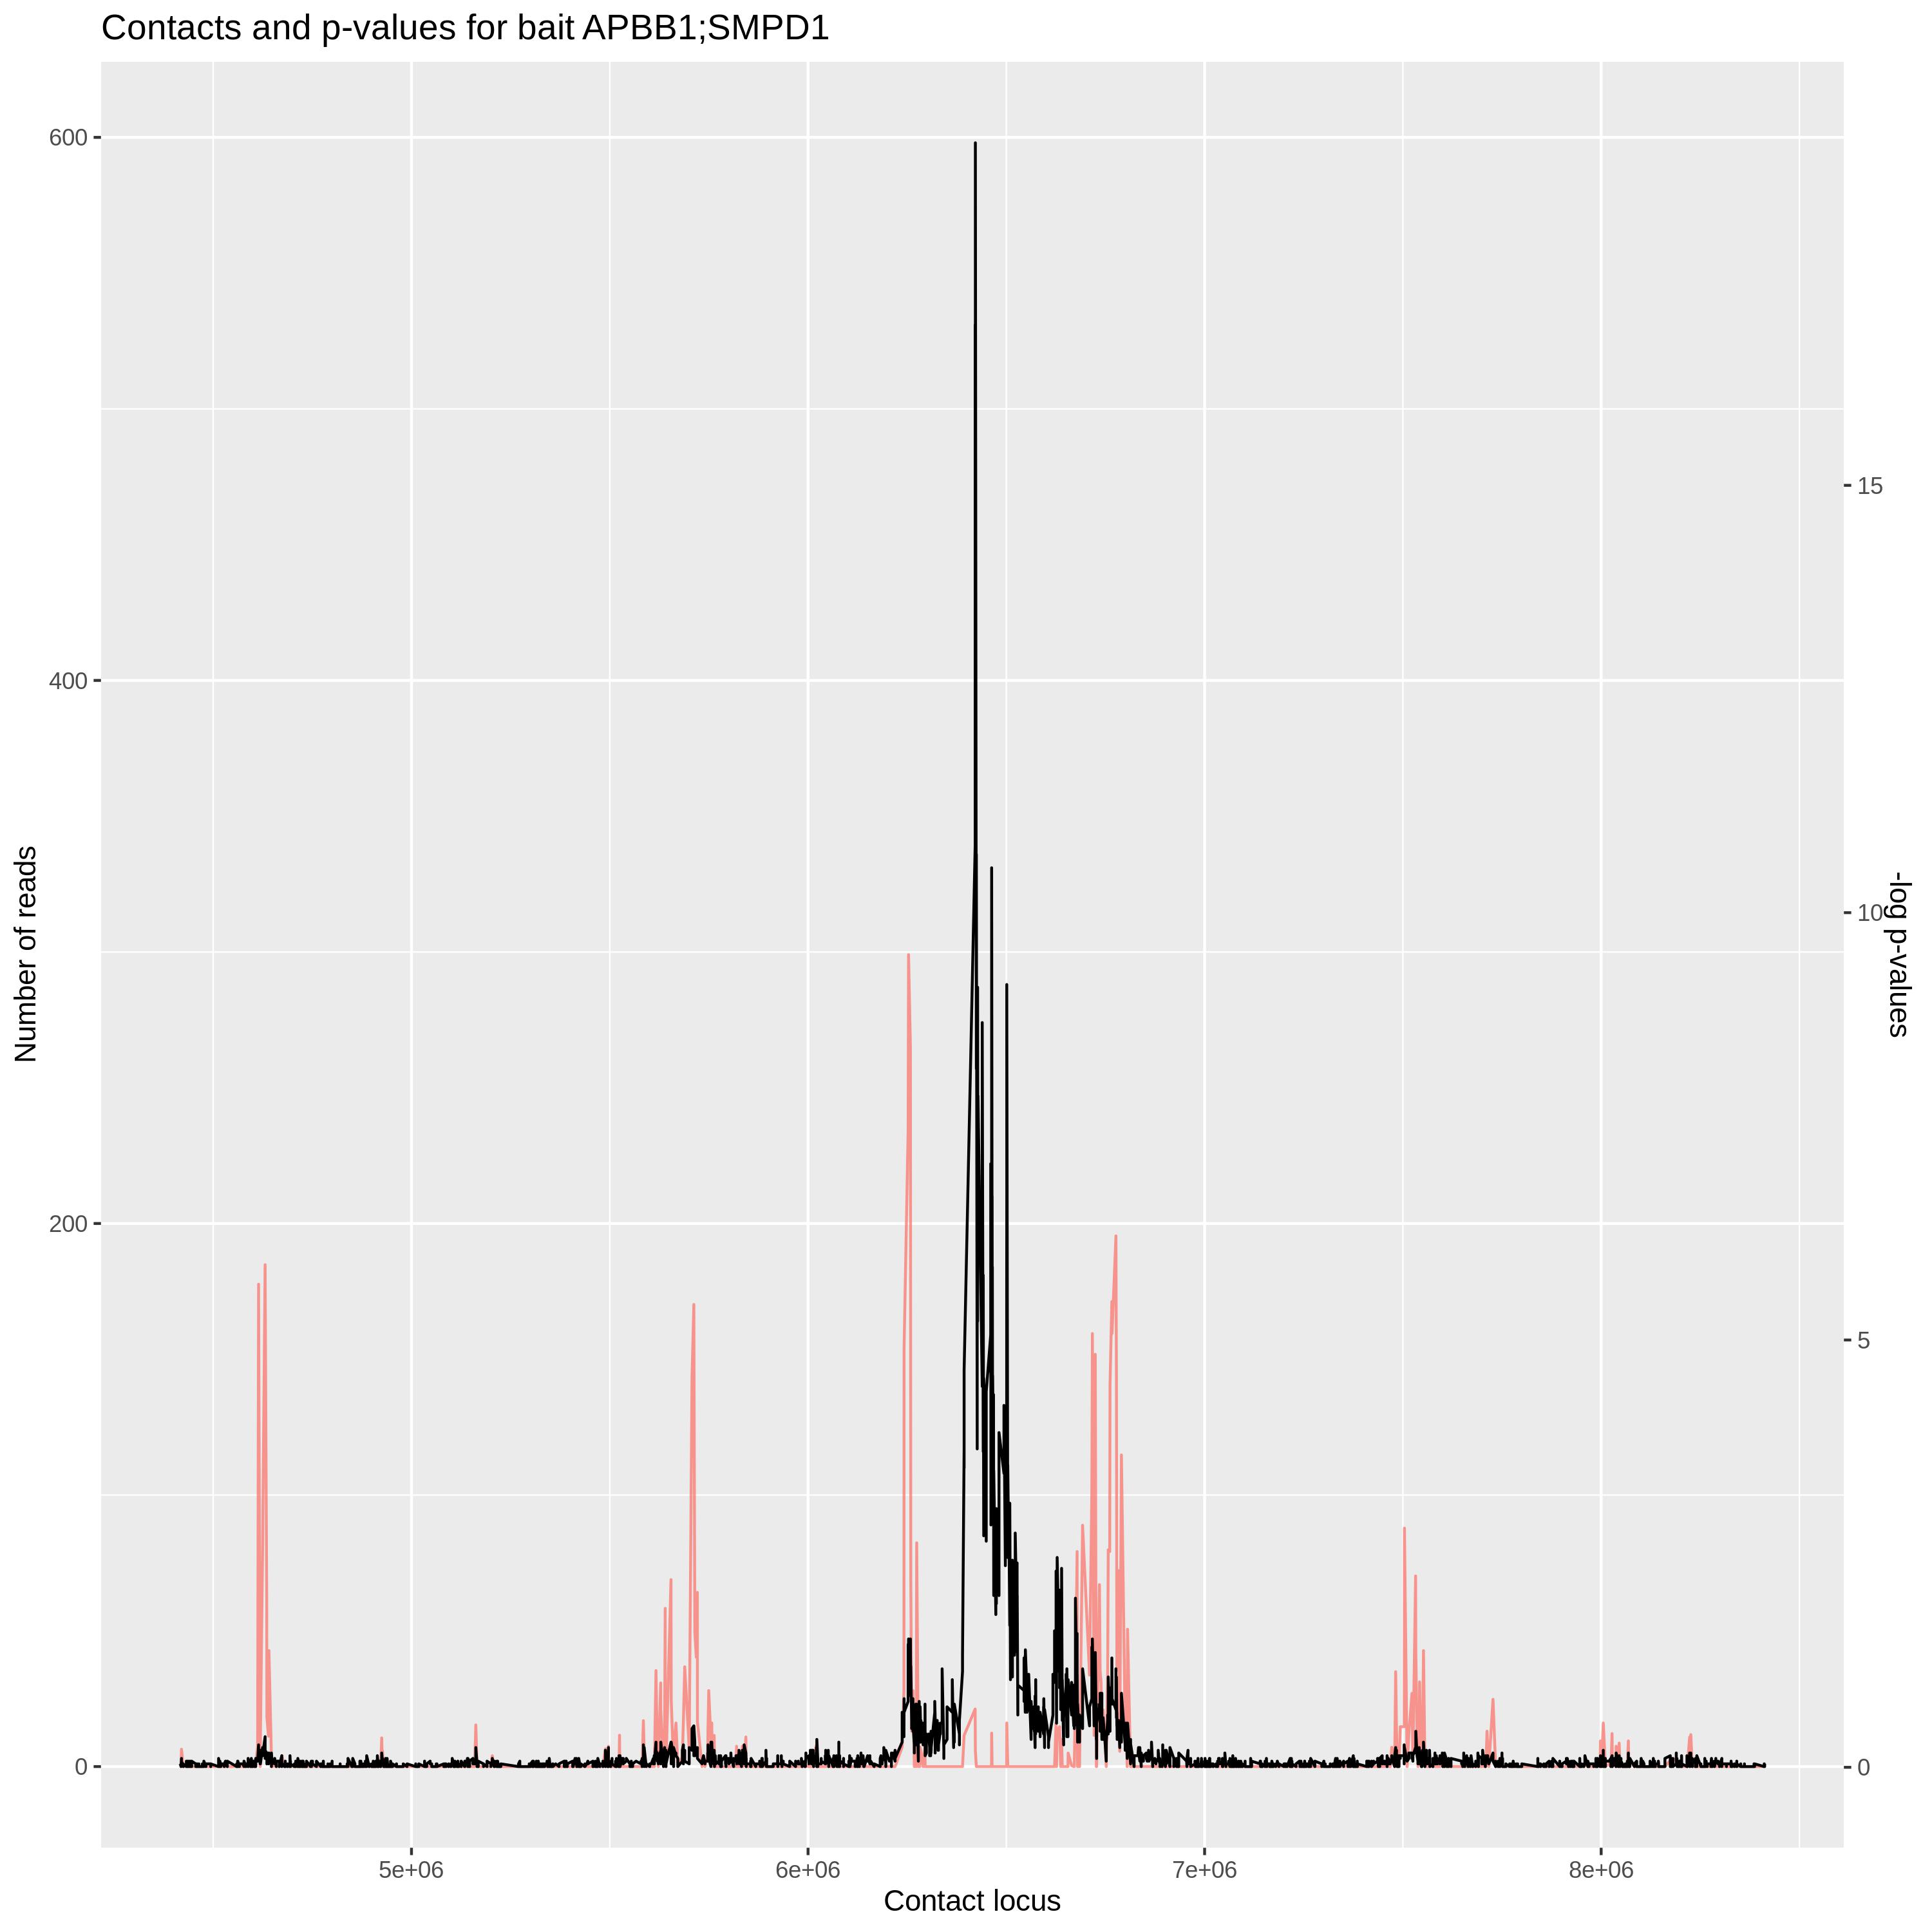 Contacts and p-values for bait APBB1;SMPD1
600
400
200
0
Number of reads
15
10
5
0
-log p-values
5e+06
6e+06
7e+06
8e+06
Contact locus